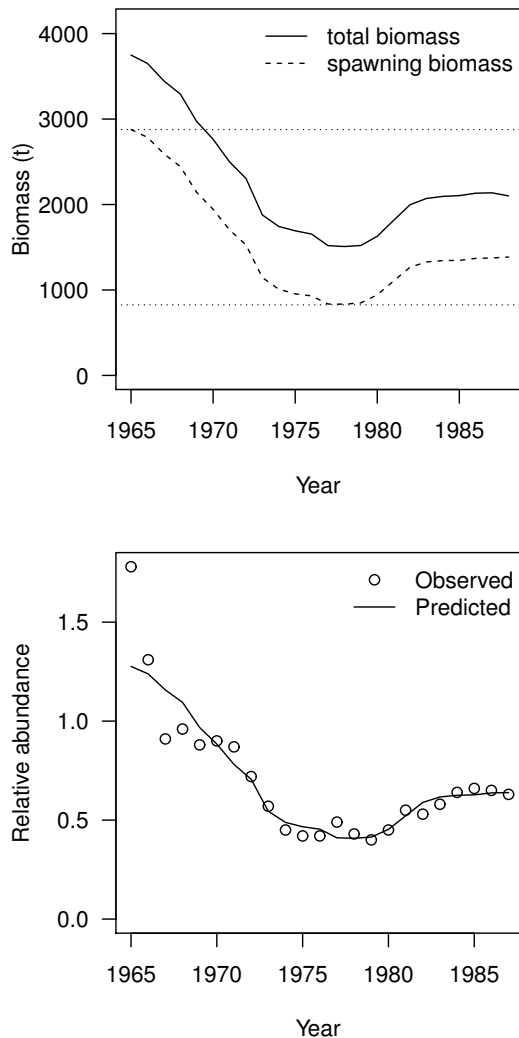 4000
3000
2000
1000
0
Biomass (t)
total biomass
spawning biomass
1965 1970 1975 1980 1985
Year
1.5
1.0
0.5
0.0
Relative abundance
Observed
Predicted
1965 1970 1975 1980 1985
Year